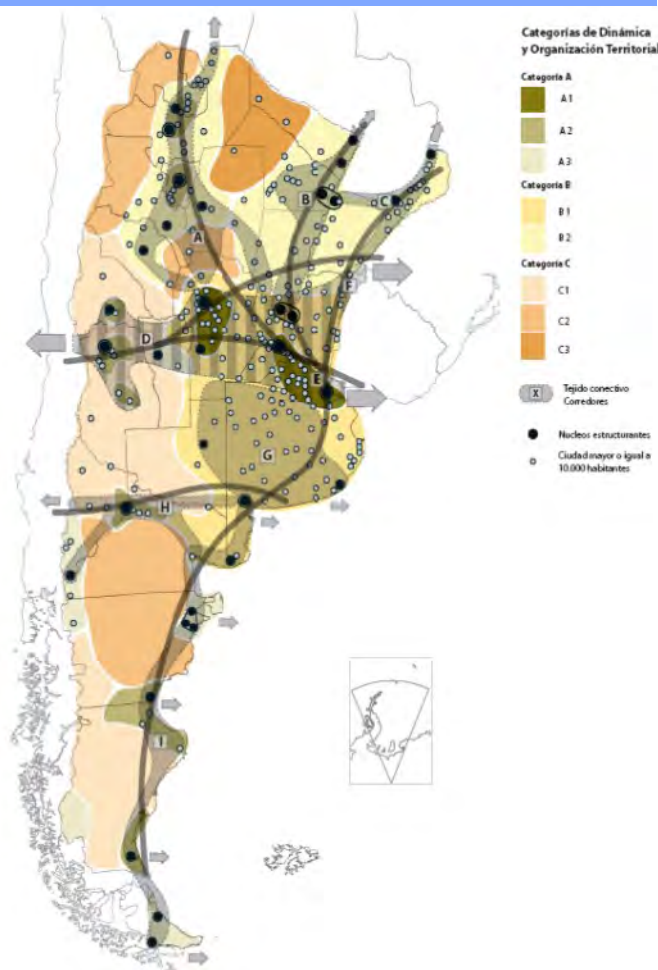 Categorías de Dinámica
y Organización Territorial
Categoría A
A 1
A 2
A 3
Categoría B
B 1
B 2
Categoría C
C1
C2
C3
X
Tejido conectivo
Corredores
Nucleos estructurantes
Ciudad mayor o igual a
10.000 habitantes
B
C
A
F
D
E
G
H
I